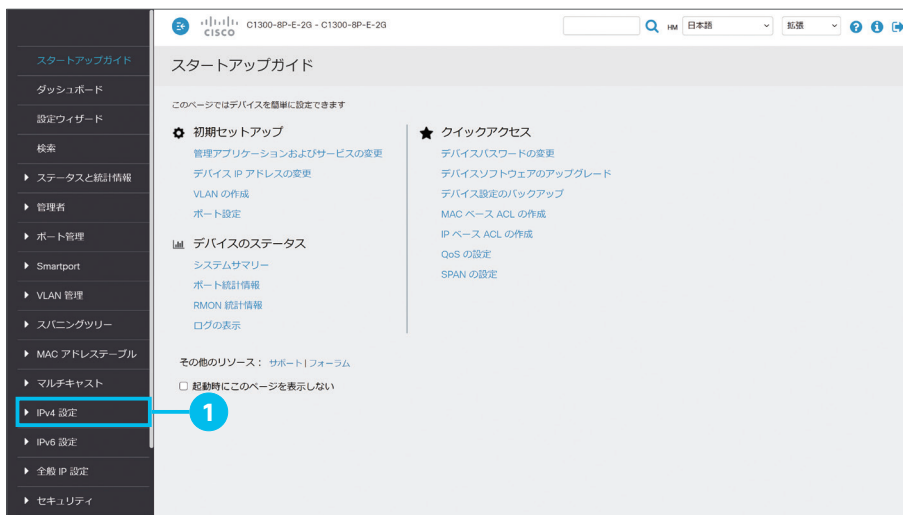 CISCO C1300-8P-E-2G - C1300-8P-E-2G
HM 日本語 拡張
スタートアップガイド
ダッシュボード
設定ウィザード
検索
ステータスと統計情報
管理者
ポート管理
Smartport
VLAN 管理
スパニングツリー
MAC アドレステーブル
マルチキャスト
IPv4 設定
1
IPv6 設定
全般 IP 設定
セキュリティ
スタートアップガイド
このページではデバイスを簡単に設定できます
初期セットアップ
管理アプリケーションおよびサービスの変更
デバイス IP アドレスの変更
VLAN の作成
ポート設定
デバイスのステータス
システムサマリー
ポート統計情報
RMON 統計情報
ログの表示
クイックアクセス
デバイスパスワードの変更
デバイスソフトウェアのアップグレード
デバイス設定のバックアップ
MAC ベース ACL の作成
IP ベース ACL の作成
QoS の設定
SPAN の設定
その他のリソース： サポート | フォーラム
起動時にこのページを表示しない